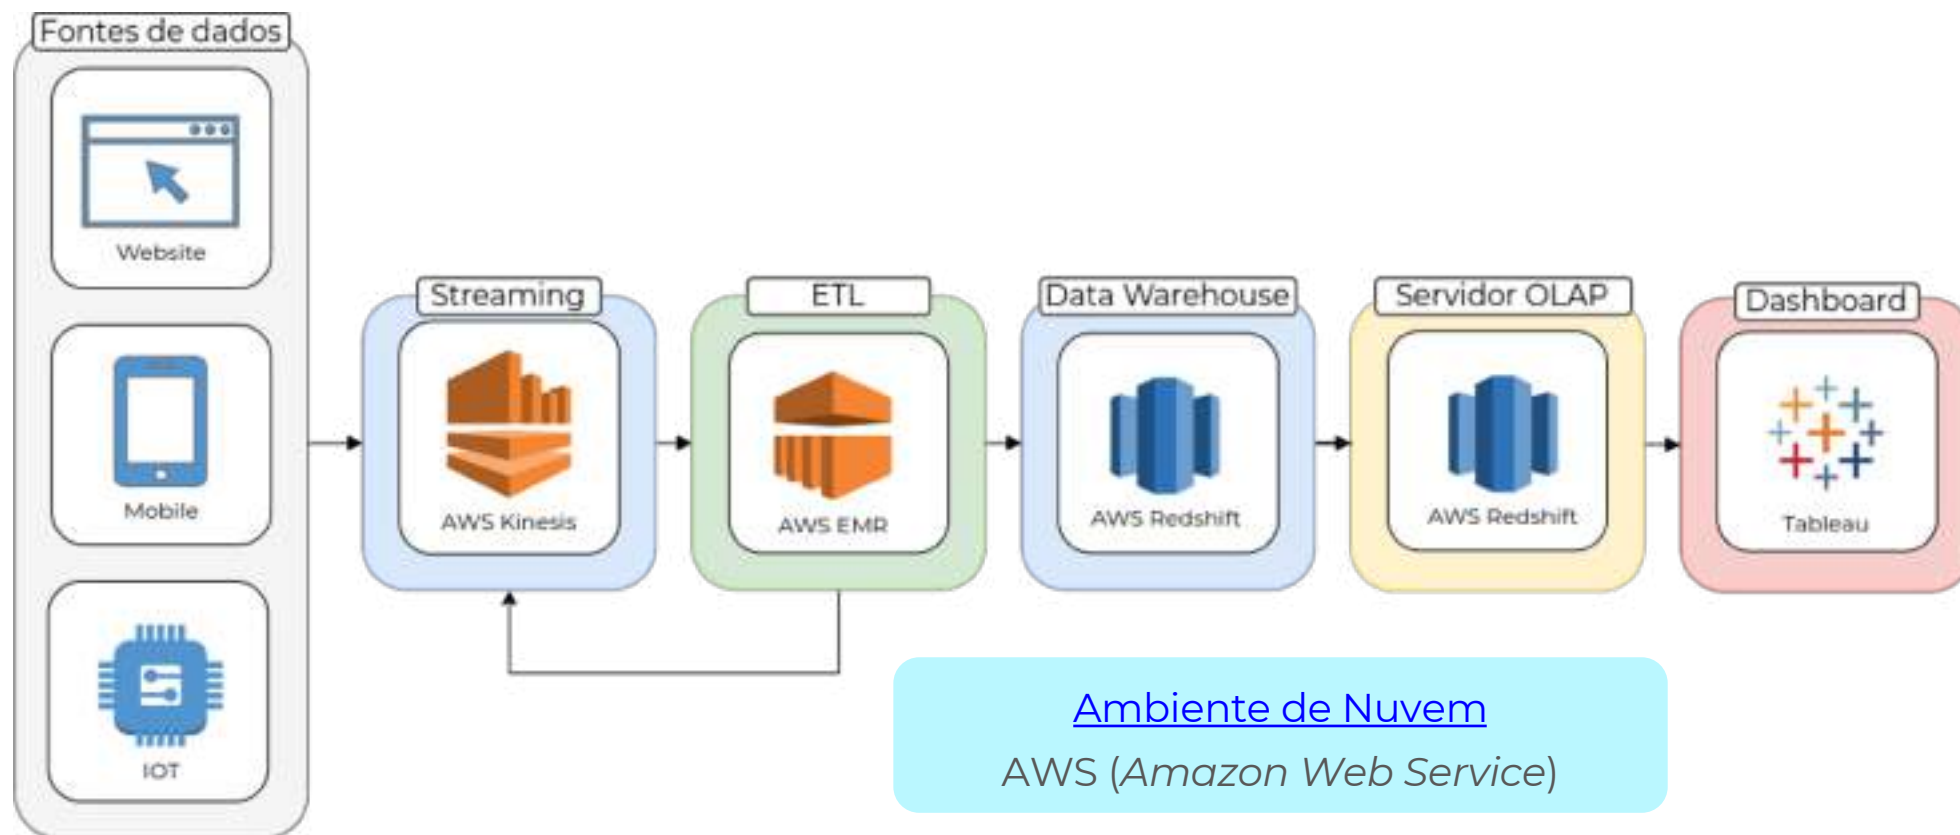 Fontes de dados
Website
Mobile
IOT
Streaming
AWS Kinesis
ETL
AWS EMR
Data Warehouse
AWS Redshift
Servidor OLAP
AWS Redshift
Dashboard
Tableau
Ambiente de Nuvem
AWS (Amazon Web Service)